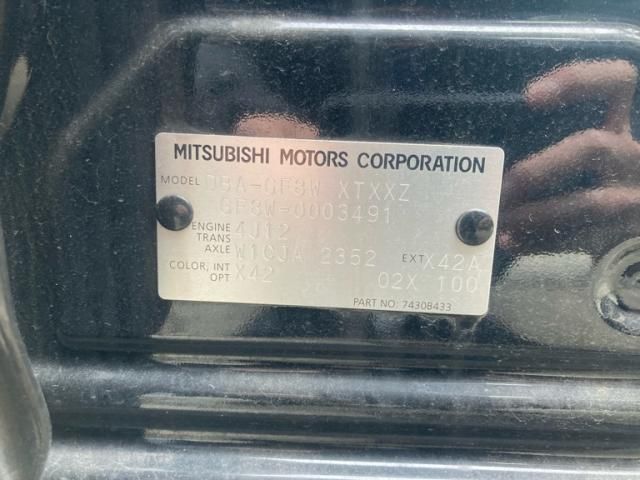 MITSUBISHI MOTORS CORPORATION
MODEL DBA-GF8W XTXXZ
GF8W-0003491
ENGINE 4J12
TRANS
AXLE W1CJA 2352 EXT X42A
COLOR, INT X42 02X 100
OPT
PART NO: 7430B433